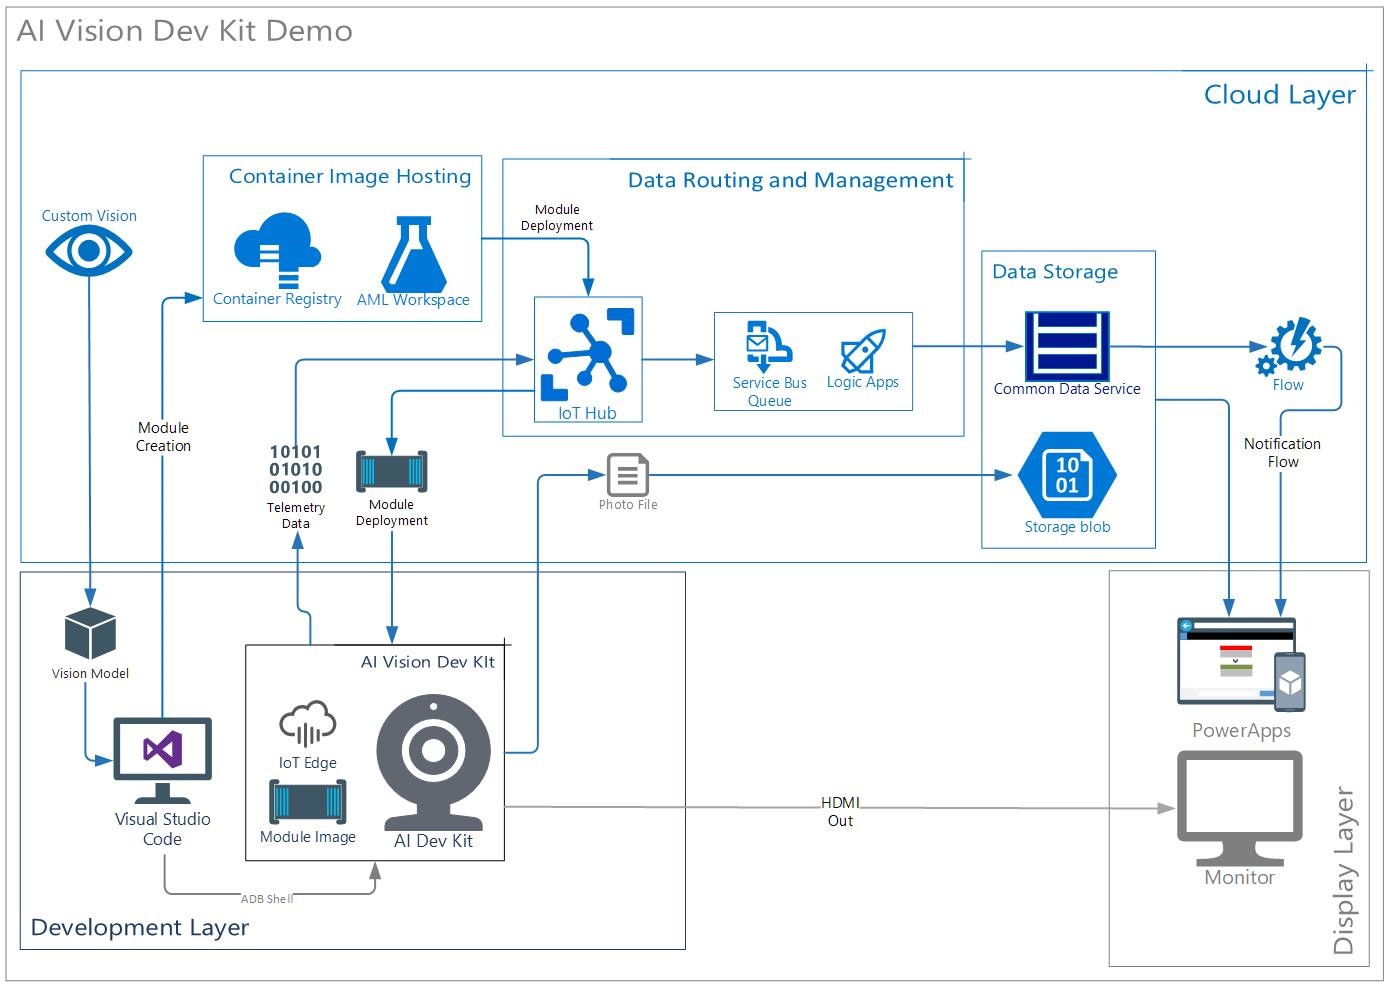 AI Vision Dev Kit Demo
Cloud Layer
Container Image Hosting
Data Routing and Management
Custom Vision
Module
Deployment
Data Storage
Container Registry
AML Workspace
Service Bus
Queue
Logic Apps
Common Data Service
Flow
IoT Hub
Module
Creation
10101
01010
00100
Telemetry
Data
Module
Deployment
Photo File
10
01
Storage blob
Notification
Flow
Vision Model
AI Vision Dev KIt
IoT Edge
Module Image
AI Dev Kit
Visual Studio
Code
ADB Shell
Development Layer
HDMI
Out
PowerApps
Monitor
Display Layer